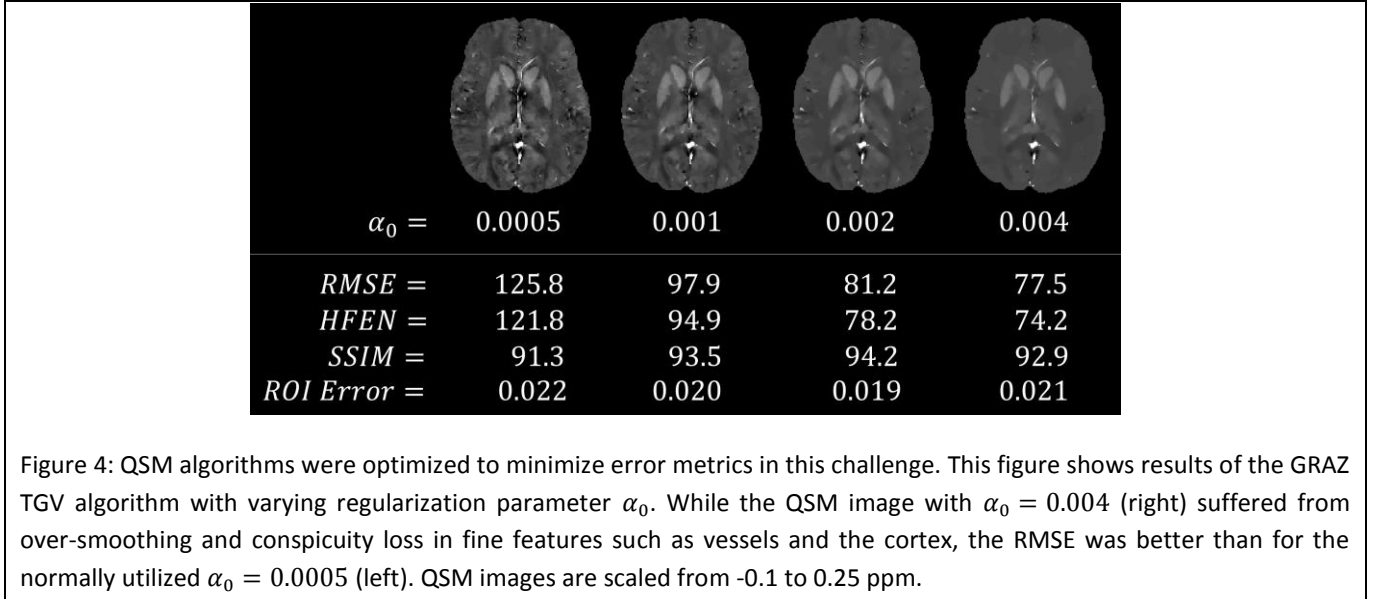 α₀ = 0.0005 0.001 0.002 0.004
RMSE = 125.8 97.9 81.2 77.5
HFEN = 121.8 94.9 78.2 74.2
SSIM = 91.3 93.5 94.2 92.9
ROI Error = 0.022 0.020 0.019 0.021
Figure 4: QSM algorithms were optimized to minimize error metrics in this challenge. This figure shows results of the GRAZ
TGV algorithm with varying regularization parameter α₀. While the QSM image with α₀ = 0.004 (right) suffered from
over-smoothing and conspicuity loss in fine features such as vessels and the cortex, the RMSE was better than for the
normally utilized α₀ = 0.0005 (left). QSM images are scaled from -0.1 to 0.25 ppm.